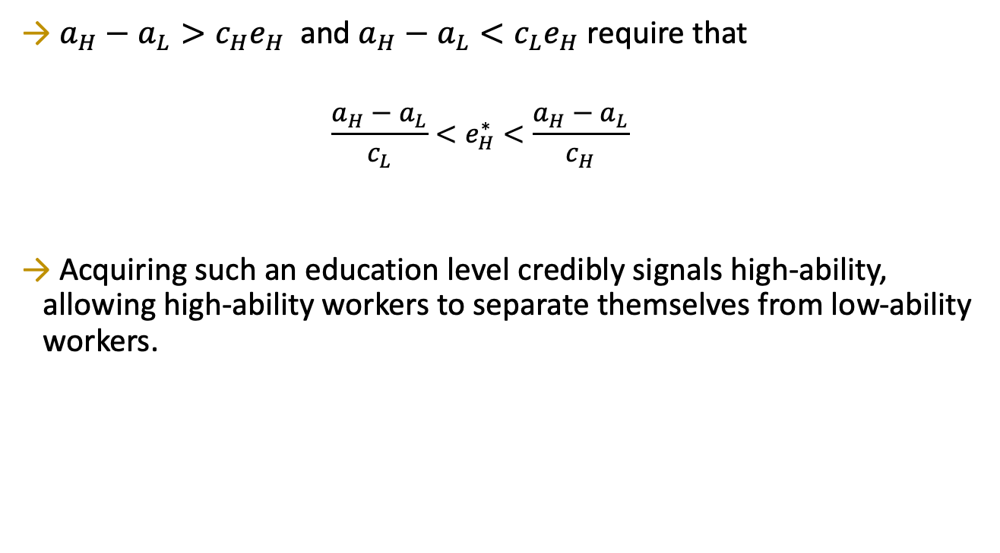 → a_H − a_L > c_H e_H and a_H − a_L < c_L e_H require that
(a_H − a_L)/c_L < e_H^* < (a_H − a_L)/c_H
→ Acquiring such an education level credibly signals high-ability,
allowing high-ability workers to separate themselves from low-ability
workers.